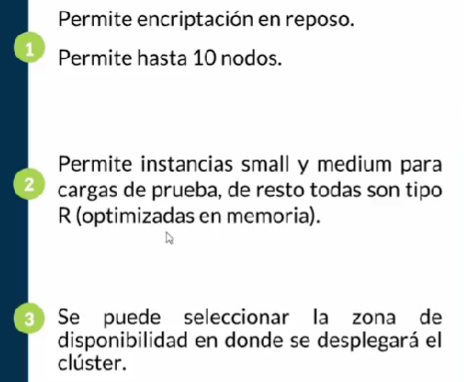 Permite encriptación en reposo.
1
Permite hasta 10 nodos.
Permite instancias small y medium para
2 cargas de prueba, de resto todas son tipo
R (optimizadas en memoria).
3 Se puede seleccionar la zona de
disponibilidad en donde se desplegará el
clúster.